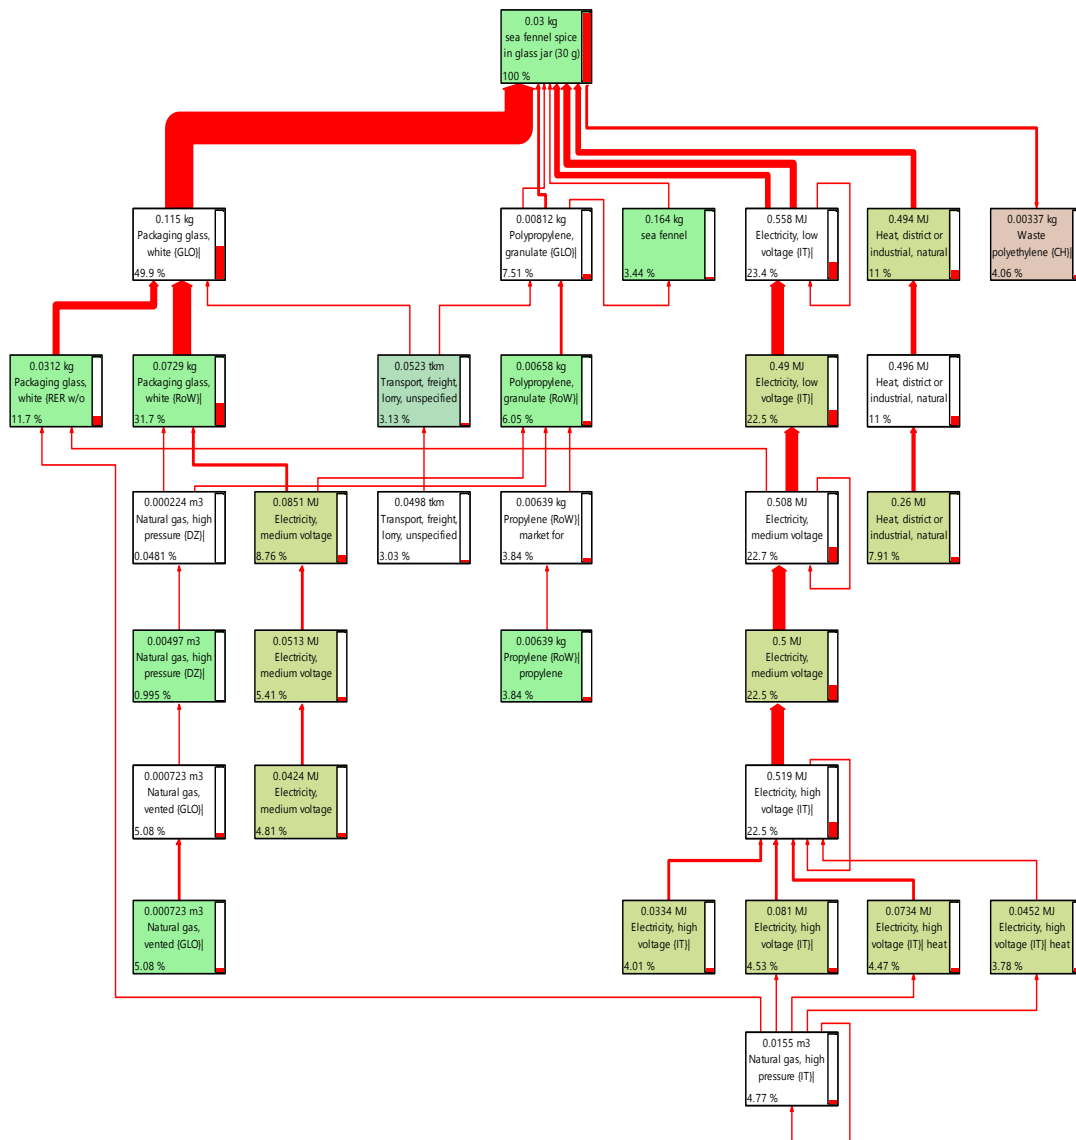 0.03 kg
sea fennel spice
in glass jar (30 g)
100 %
0.115 kg
Packaging glass,
white {GLO}|
49.9 %
0.00812 kg
Polypropylene,
granulate {GLO}|
7.51 %
0.164 kg
sea fennel
3.44 %
0.558 MJ
Electricity, low
voltage {IT}|
23.4 %
0.494 MJ
Heat, district or
industrial, natural
11 %
0.00337 kg
Waste
polyethylene {CH}|
4.06 %
0.0312 kg
Packaging glass,
white {RER w/o
11.7 %
0.0729 kg
Packaging glass,
white {RoW}|
31.7 %
0.0523 tkm
Transport, freight,
lorry, unspecified
3.13 %
0.00658 kg
Polypropylene,
granulate {RoW}|
6.05 %
0.49 MJ
Electricity, low
voltage {IT}|
22.5 %
0.496 MJ
Heat, district or
industrial, natural
11 %
0.000224 m3
Natural gas, high
pressure {DZ}|
0.0481 %
0.0851 MJ
Electricity,
medium voltage
8.76 %
0.0498 tkm
Transport, freight,
lorry, unspecified
3.03 %
0.00639 kg
Propylene {RoW}|
market for
3.84 %
0.508 MJ
Electricity,
medium voltage
22.7 %
0.26 MJ
Heat, district or
industrial, natural
7.91 %
0.00497 m3
Natural gas, high
pressure {DZ}|
0.995 %
0.0513 MJ
Electricity,
medium voltage
5.41 %
0.00639 kg
Propylene {RoW}|
propylene
3.84 %
0.5 MJ
Electricity,
medium voltage
22.5 %
0.000723 m3
Natural gas,
vented {GLO}|
5.08 %
0.0424 MJ
Electricity,
medium voltage
4.81 %
0.519 MJ
Electricity, high
voltage {IT}|
22.5 %
0.000723 m3
Natural gas,
vented {GLO}|
5.08 %
0.0334 MJ
Electricity, high
voltage {IT}|
4.01 %
0.081 MJ
Electricity, high
voltage {IT}|
4.53 %
0.0734 MJ
Electricity, high
voltage {IT}| heat
4.47 %
0.0452 MJ
Electricity, high
voltage {IT}| heat
3.78 %
0.0155 m3
Natural gas, high
pressure {IT}|
4.77 %